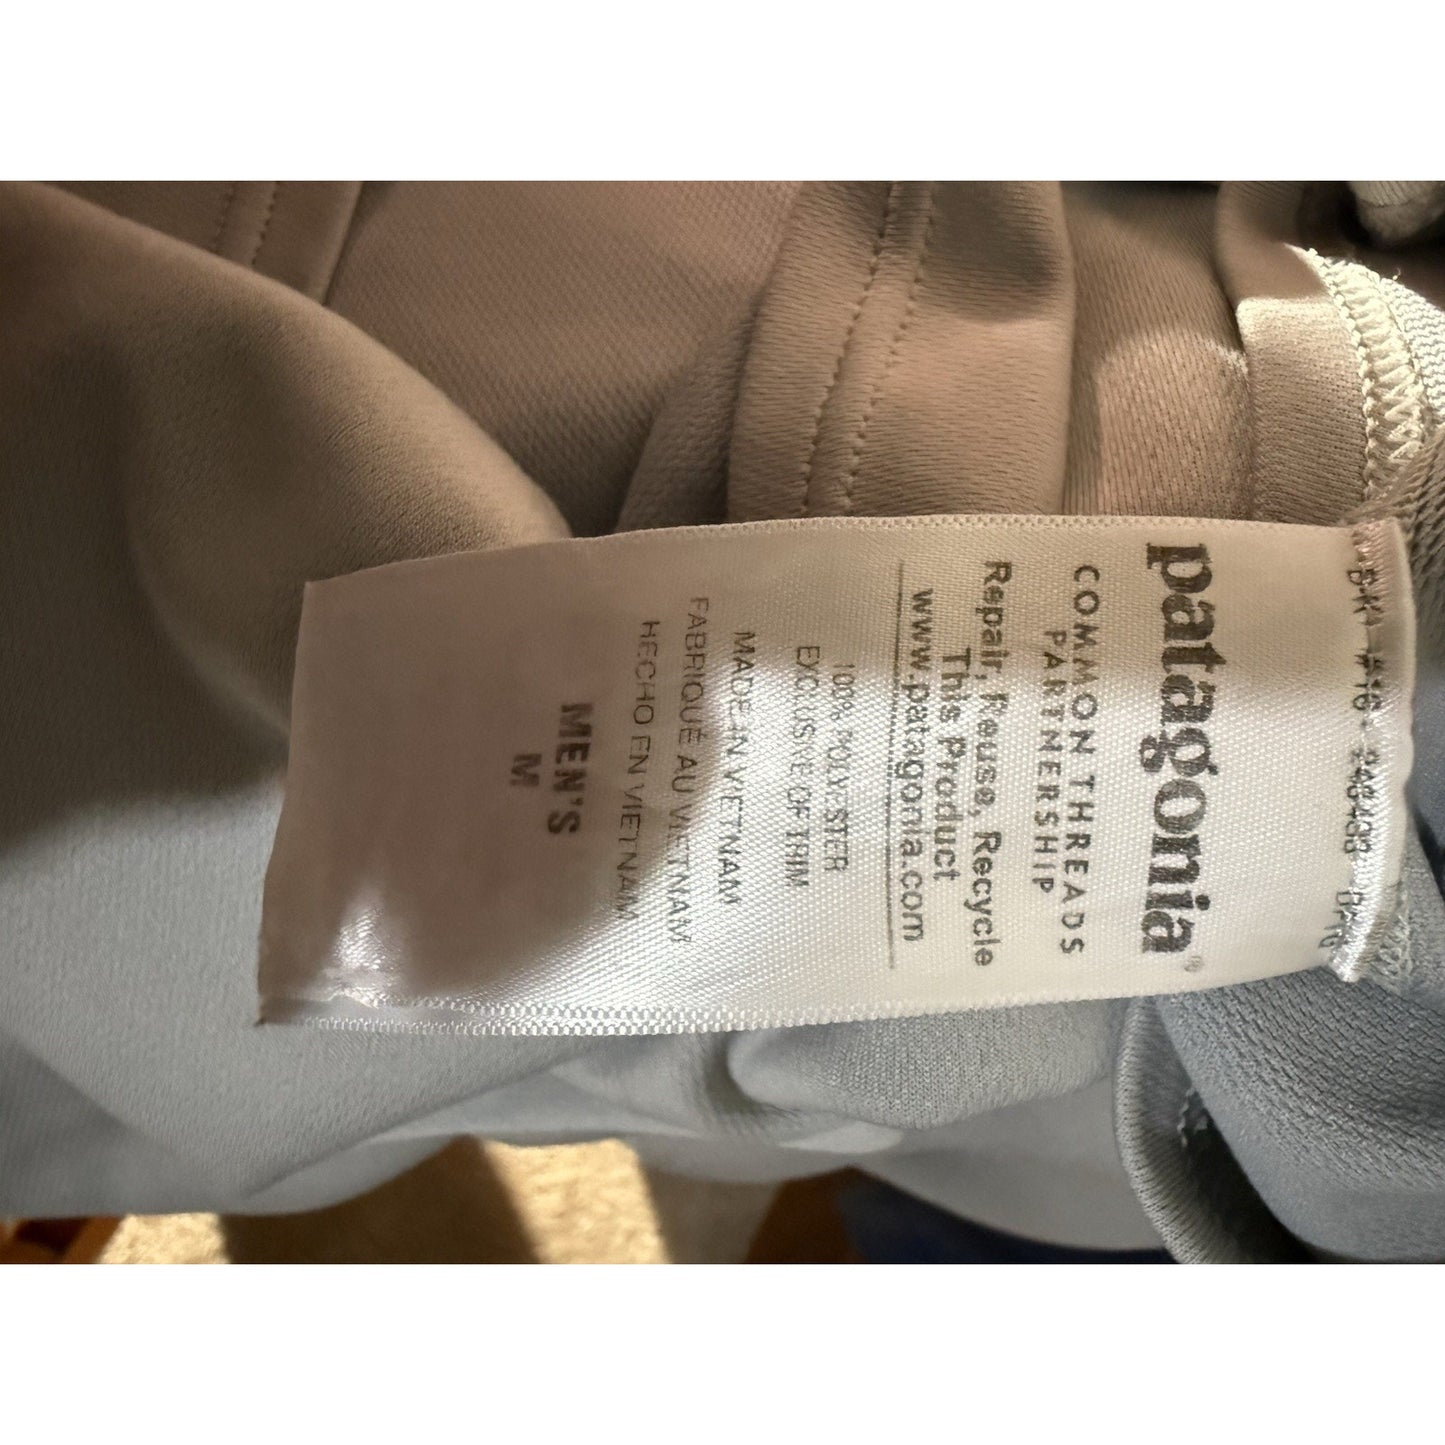 patagonia®
COMMON THREADS
PARTNERSHIP
Repair, Reuse, Recycle
This Product
www.patagonia.com
100% POLYESTER
EXCLUSIVE OF TRIM
MADE IN VIETNAM
FABRIQUÉ AU VIETNAM
HECHO EN VIETNAM
MEN'S
M